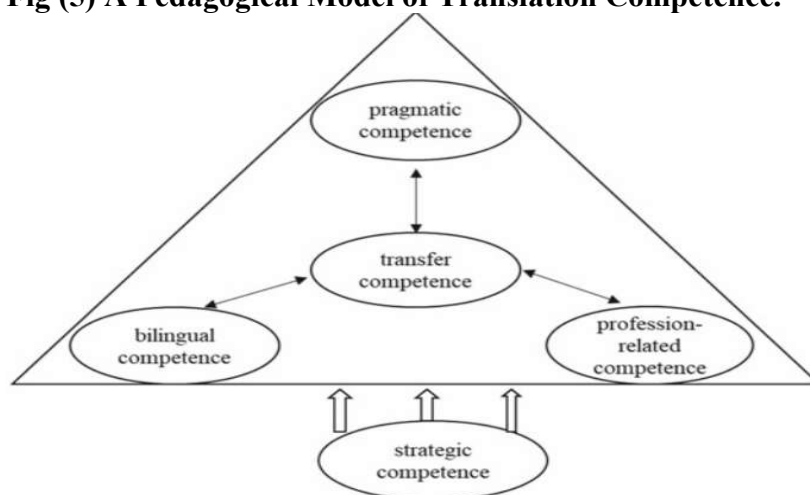 Fig (3) A Pedagogical Model of Translation Competence.
pragmatic
competence
transfer
competence
bilingual
competence
profession-
related
competence
strategic
competence